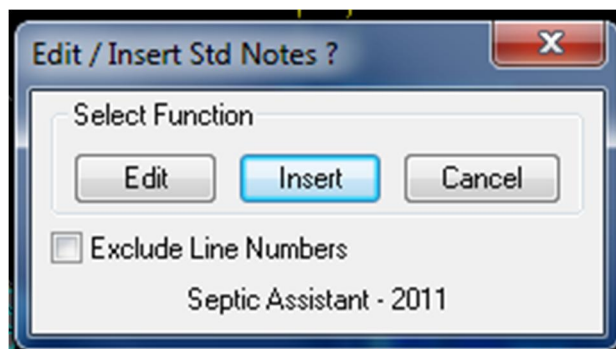 Edit / Insert Std Notes ?
Select Function
Edit Insert Cancel
Exclude Line Numbers
Septic Assistant - 2011